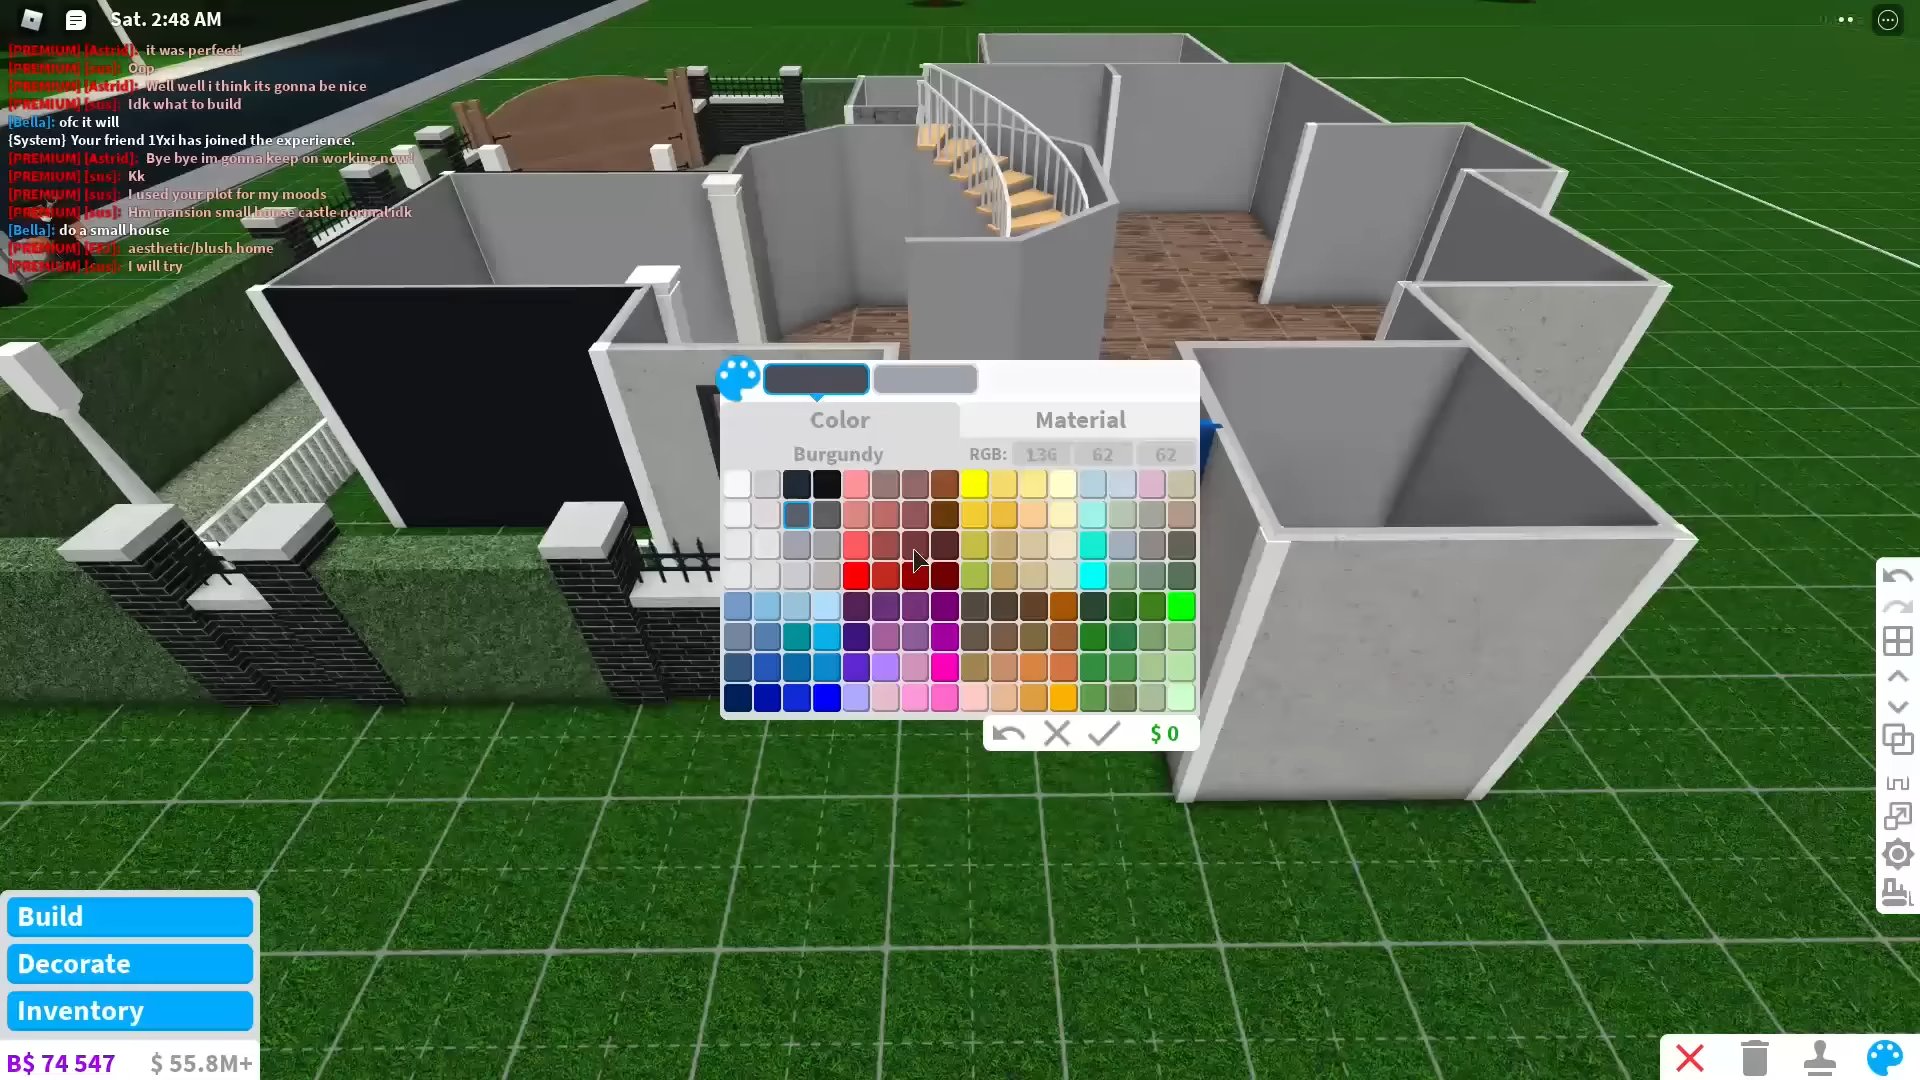 Sat. 2:48 AM
[PREMIUM] [Astrid]: it was perfect!
[PREMIUM] [sus]: Oop
[PREMIUM] [Astrid]: Well well i think its gonna be nice
[PREMIUM] [sus]: Idk what to build
[Bella]: ofc it will
{System} Your friend 1Yxi has joined the experience.
[PREMIUM] [Astrid]: Bye bye im gonna keep on working now!
[PREMIUM] [sus]: Kk
[PREMIUM] [sus]: I used your plot for my moods
[PREMIUM] [sus]: Hm mansion small house castle normal idk
[Bella]: do a small house
[PREMIUM] aesthetic/blush home
[PREMIUM] [sus]: I will try
Color
Material
Burgundy
RGB: 136 62 62
$ 0
Build
Decorate
Inventory
B$ 74 547
$ 55.8M+